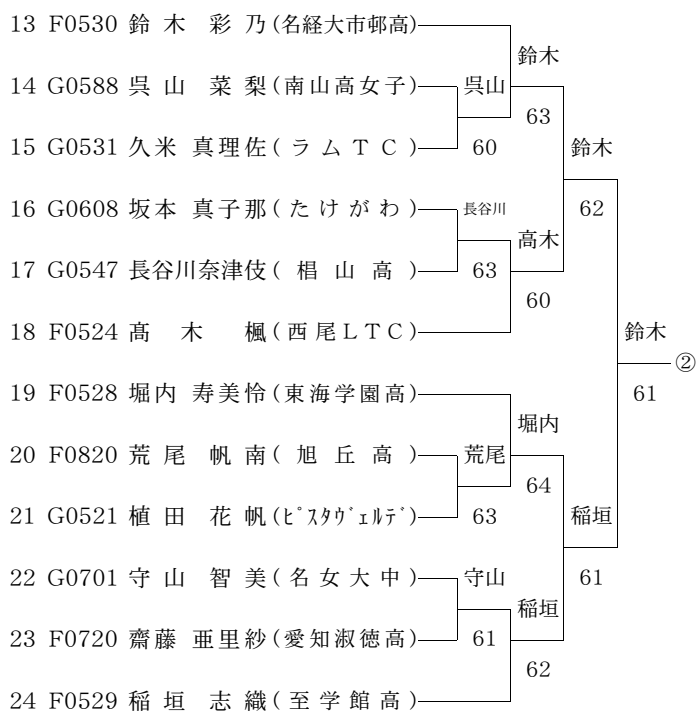 13 F0530 鈴木 彩乃(名経大市邨高)
鈴木
14 G0588 呉山 菜梨(南山高女子) 呉山
63
15 G0531 久米 真理佐(ラムTC) 60 鈴木
16 G0608 坂本 真子那(たけがわ) 長谷川 62
高木
17 G0547 長谷川奈津伎(椙山高) 63
60
18 F0524 髙木 楓(西尾LTC) 鈴木
②
19 F0528 堀内 寿美怜(東海学園高) 61
堀内
20 F0820 荒尾 帆南(旭丘高) 荒尾
64
21 G0521 植田 花帆(ﾋﾟｽﾀｳﾞｪﾙﾃﾞ) 63 稲垣
22 G0701 守山 智美(名女大中) 守山 61
稲垣
23 F0720 齋藤 亜里紗(愛知淑徳高) 61
62
24 F0529 稲垣 志織(至学館高)